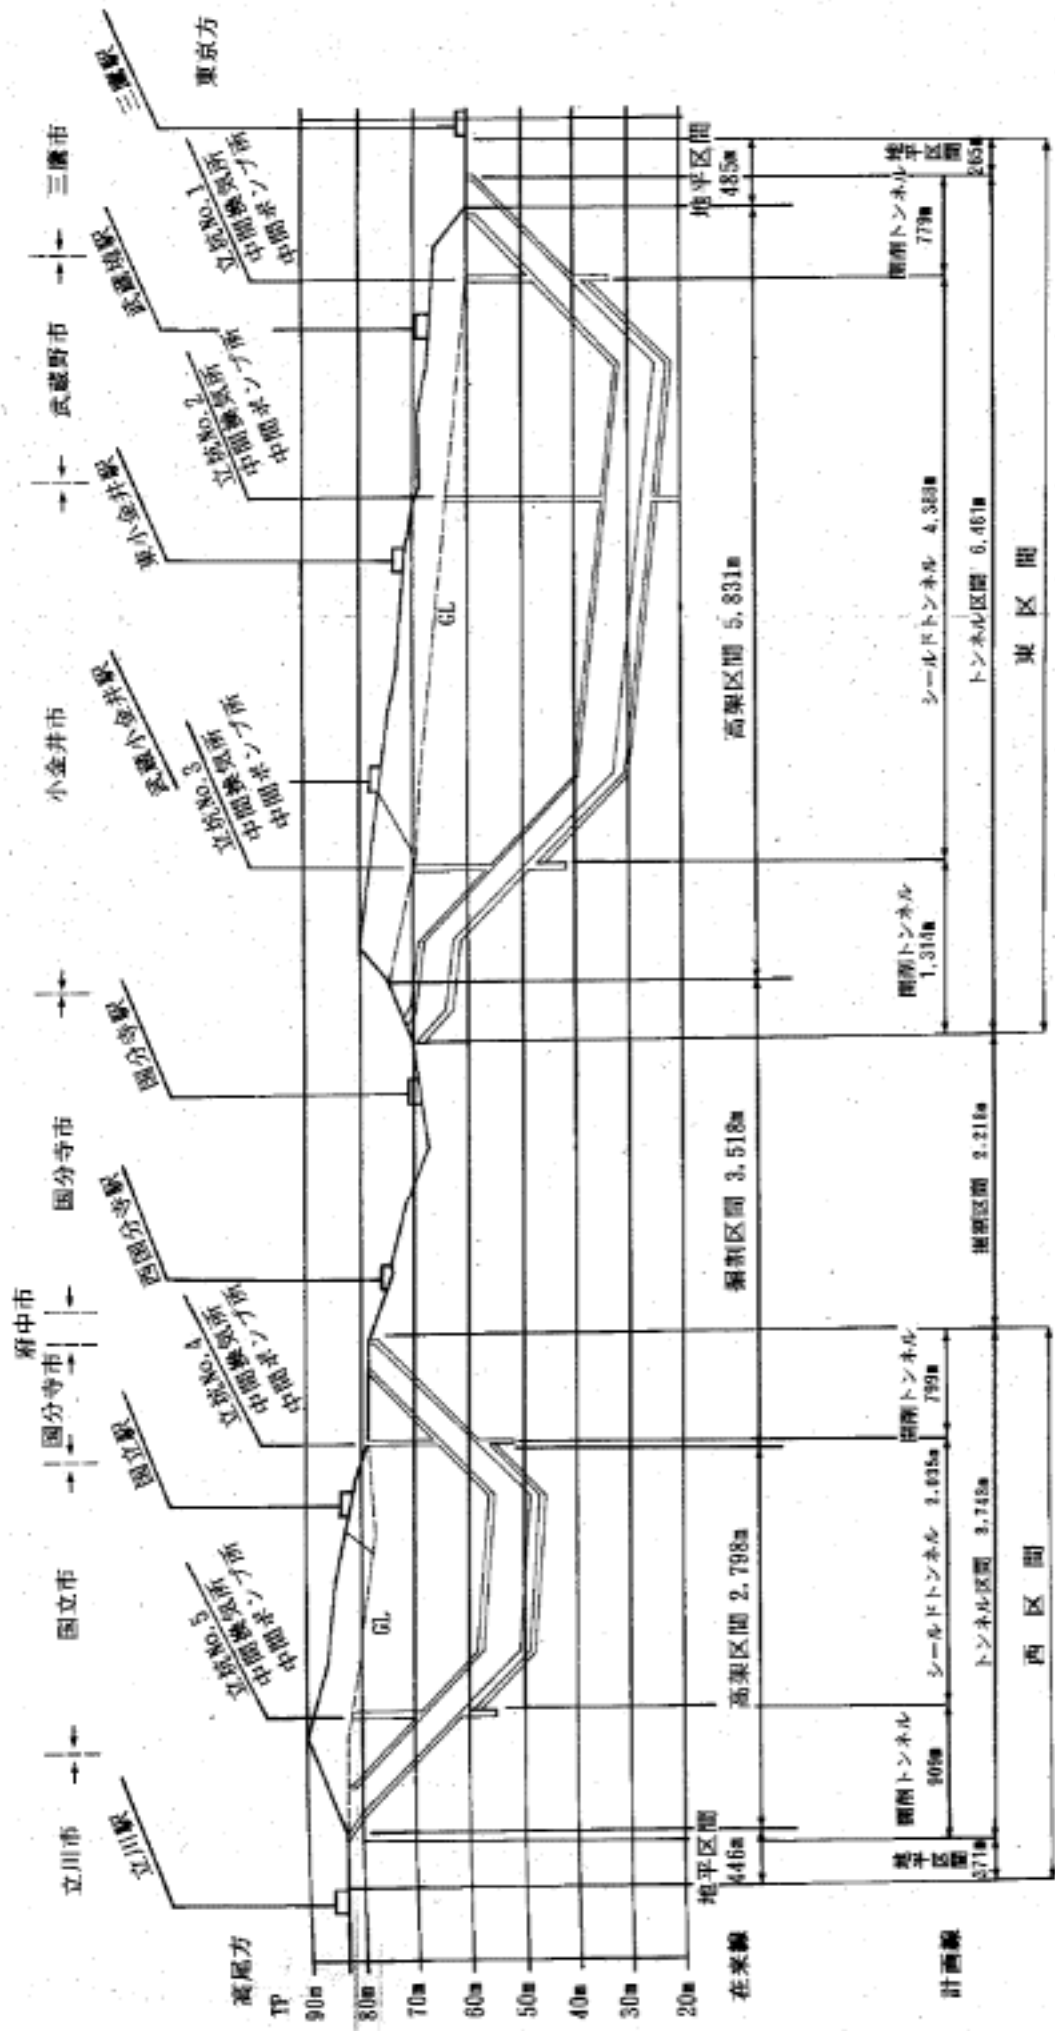 高尾方
東京方
立川市
国立市
国分寺市
府中市
国分寺市
小金井市
武蔵野市
三鷹市
立川駅
国立駅
西国分寺駅
国分寺駅
武蔵小金井駅
東小金井駅
武蔵境駅
三鷹駅
立坑No.5
中間換気所
中間ポンプ所
立坑No.4
中間換気所
中間ポンプ所
立坑No.3
中間換気所
中間ポンプ所
立坑No.2
中間換気所
中間ポンプ所
立坑No.1
中間換気所
中間ポンプ所
TP
90m
80m
70m
60m
50m
40m
30m
20m
GL
GL
在来線
地平区間
446m
高架区間 2.798m
掘割区間 3.518m
高架区間 5.831m
地平区間
485m
計画線
地平区間
371m
開削トンネル
909m
シールドトンネル 2.035m
開削トンネル
799m
掘割区間 2.218m
開削トンネル
1,314m
シールドトンネル 4.388m
開削トンネル
779m
地平区間
265m
トンネル区間 3.743m
トンネル区間 6.481m
西区間
東区間